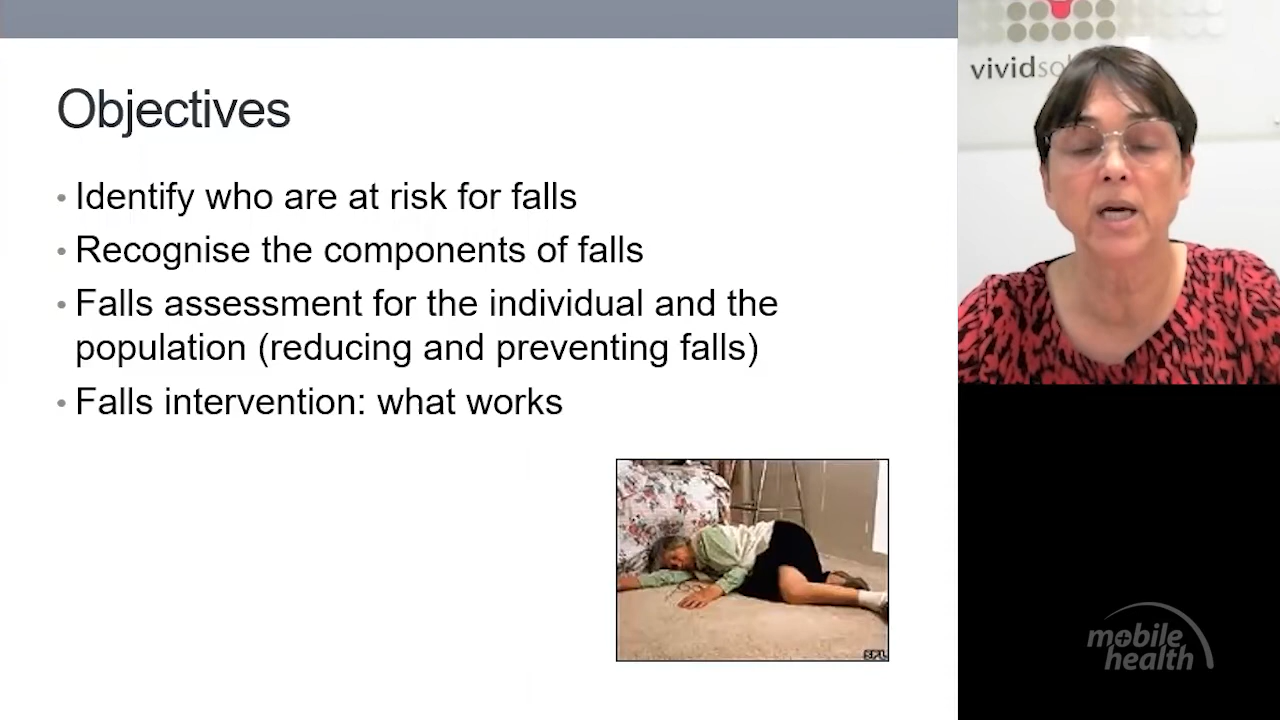 Objectives
• Identify who are at risk for falls
• Recognise the components of falls
• Falls assessment for the individual and the
population (reducing and preventing falls)
• Falls intervention: what works
SPL
mobile
health